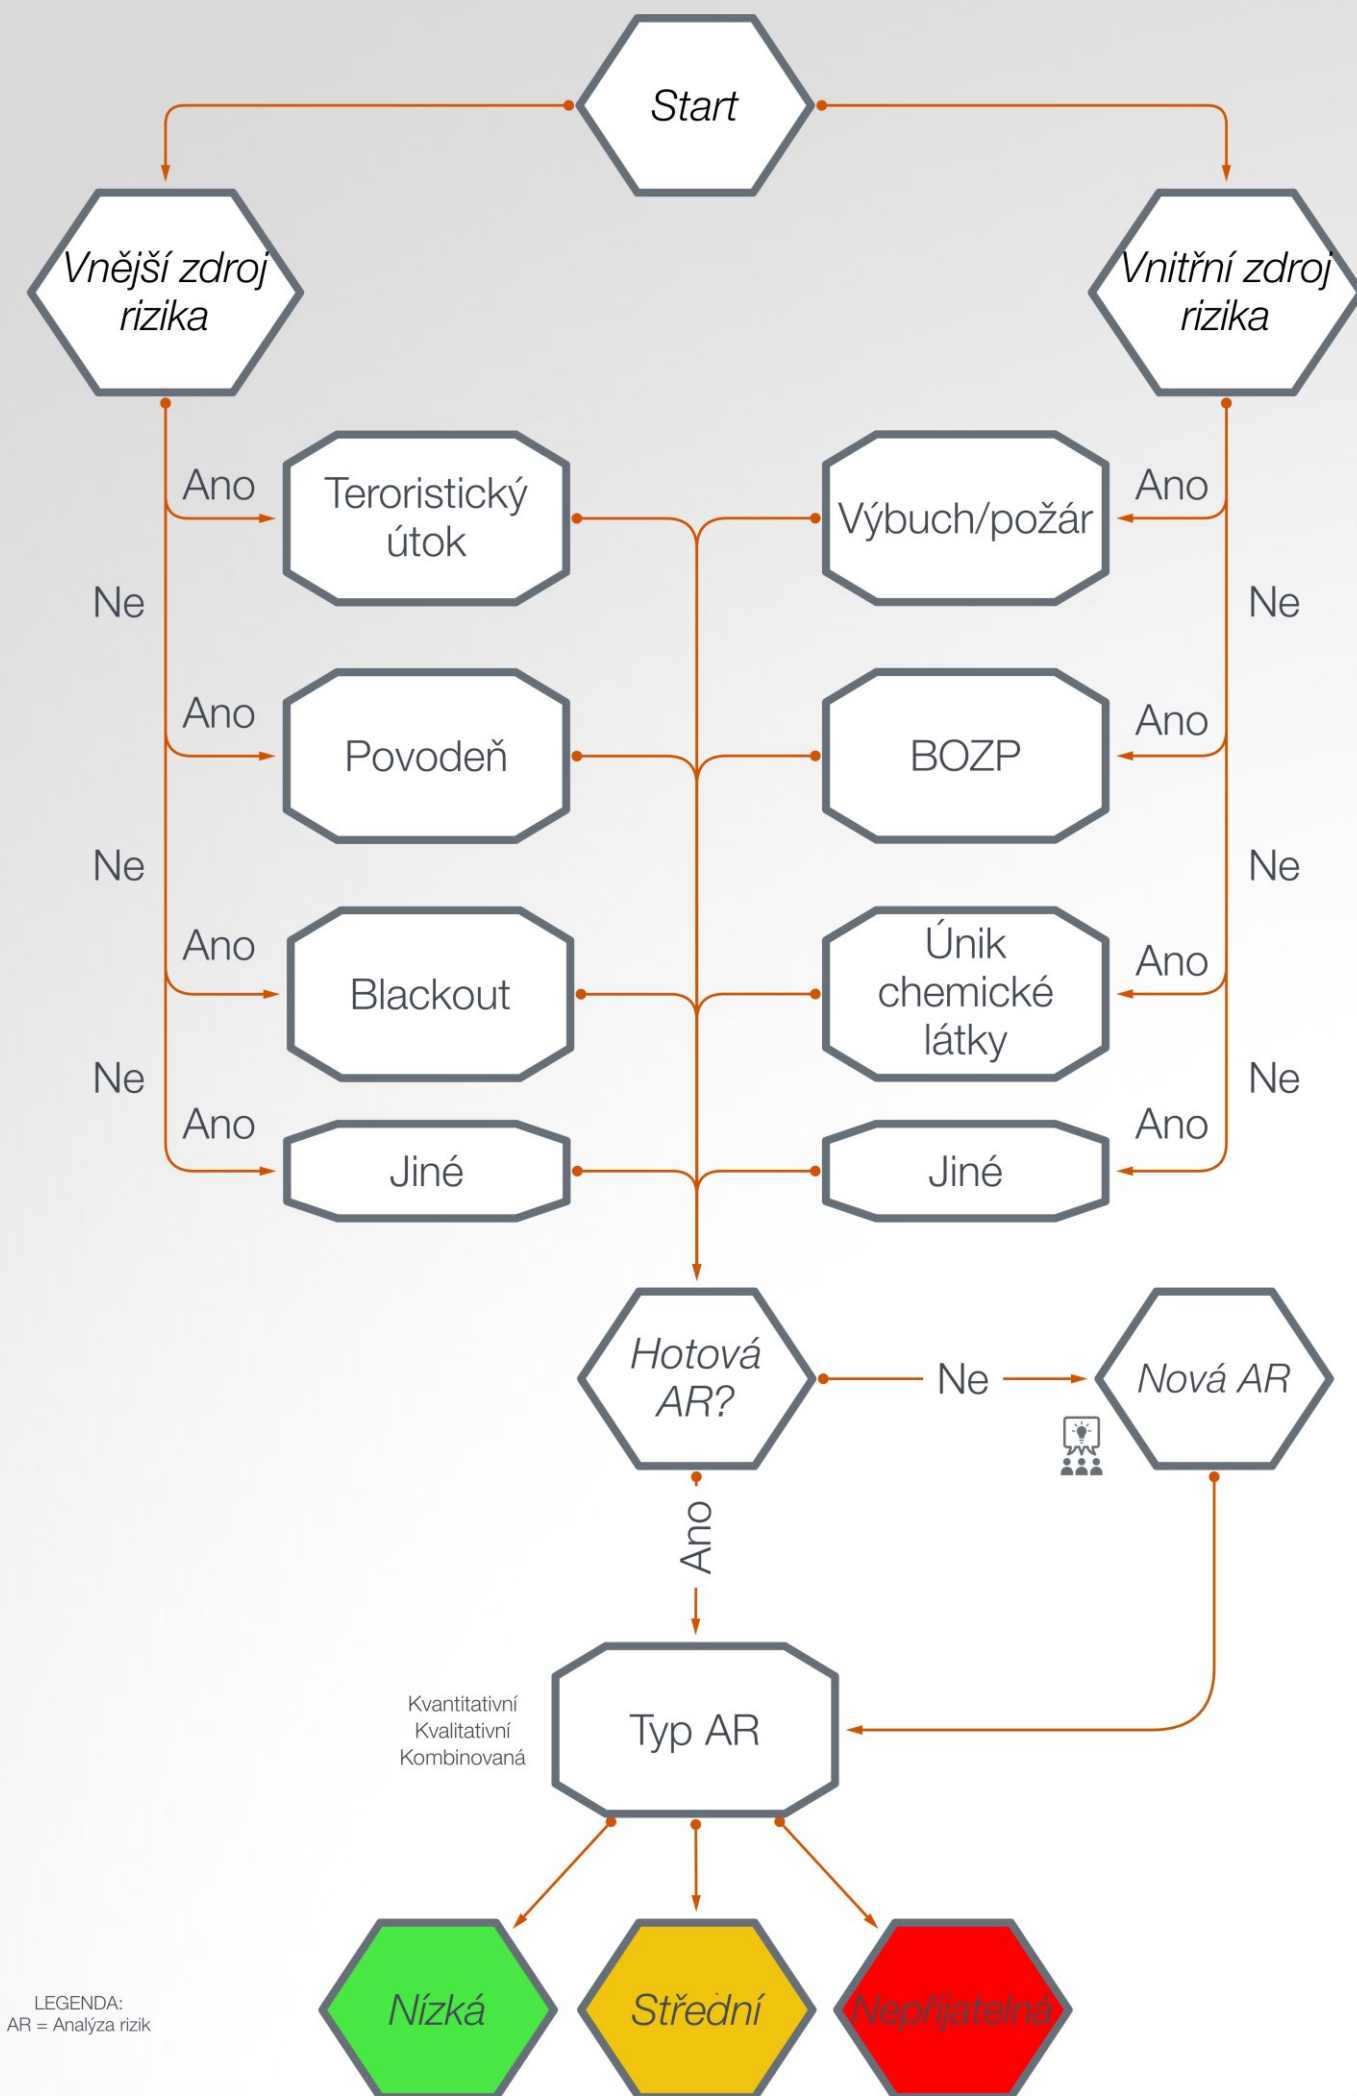 Start
Vnější zdroj
rizika
Vnitřní zdroj
rizika
Ano
Teroristický
útok
Výbuch/požár
Ano
Ne
Ne
Ano
Povodeň
BOZP
Ano
Ne
Ne
Ano
Blackout
Únik
chemické
látky
Ano
Ne
Ne
Ano
Jiné
Jiné
Ano
Hotová
AR?
Ne
Nová AR
Ano
Kvantitativní
Kvalitativní
Kombinovaná
Typ AR
LEGENDA:
AR = Analýza rizik
Nízká
Střední
Nepřijatelná